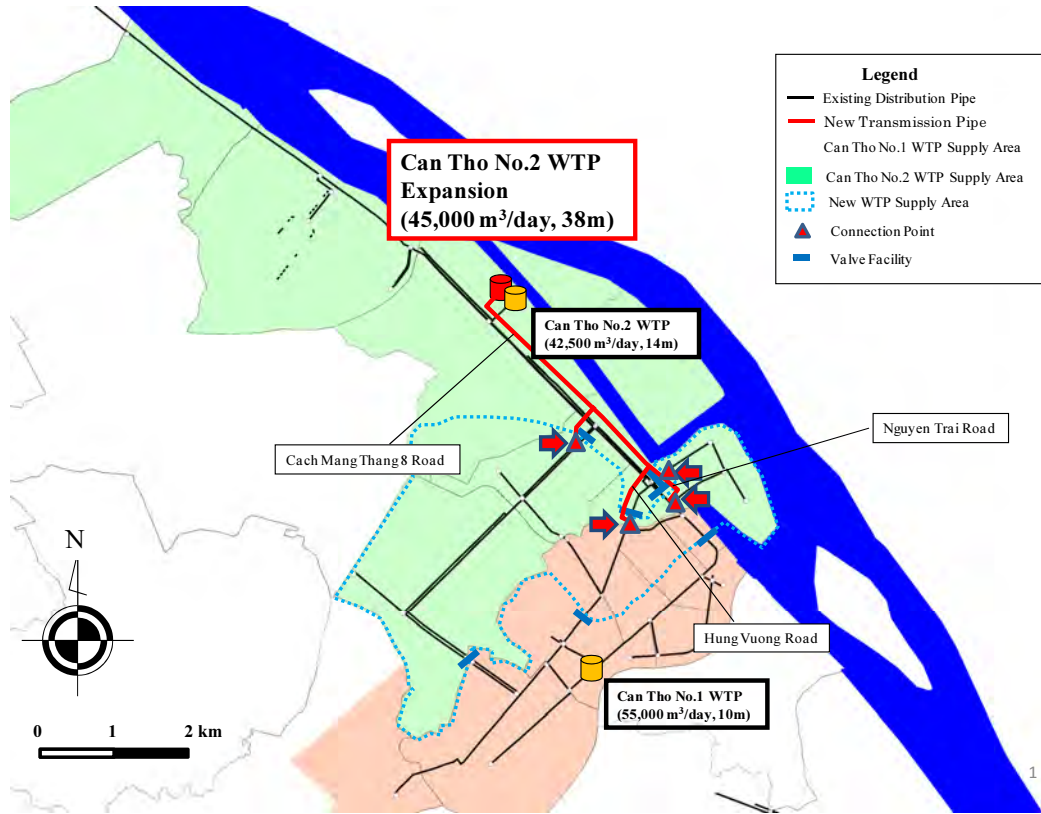 Legend
Existing Distribution Pipe
New Transmission Pipe
Can Tho No.1 WTP Supply Area
Can Tho No.2 WTP Supply Area
New WTP Supply Area
Connection Point
Valve Facility
Can Tho No.2 WTP
Expansion
(45,000 m³/day, 38m)
Can Tho No.2 WTP
(42,500 m³/day, 14m)
Nguyen Trai Road
Cach Mang Thang 8 Road
N
Hung Vuong Road
Can Tho No.1 WTP
(55,000 m³/day, 10m)
0 1 2 km
1